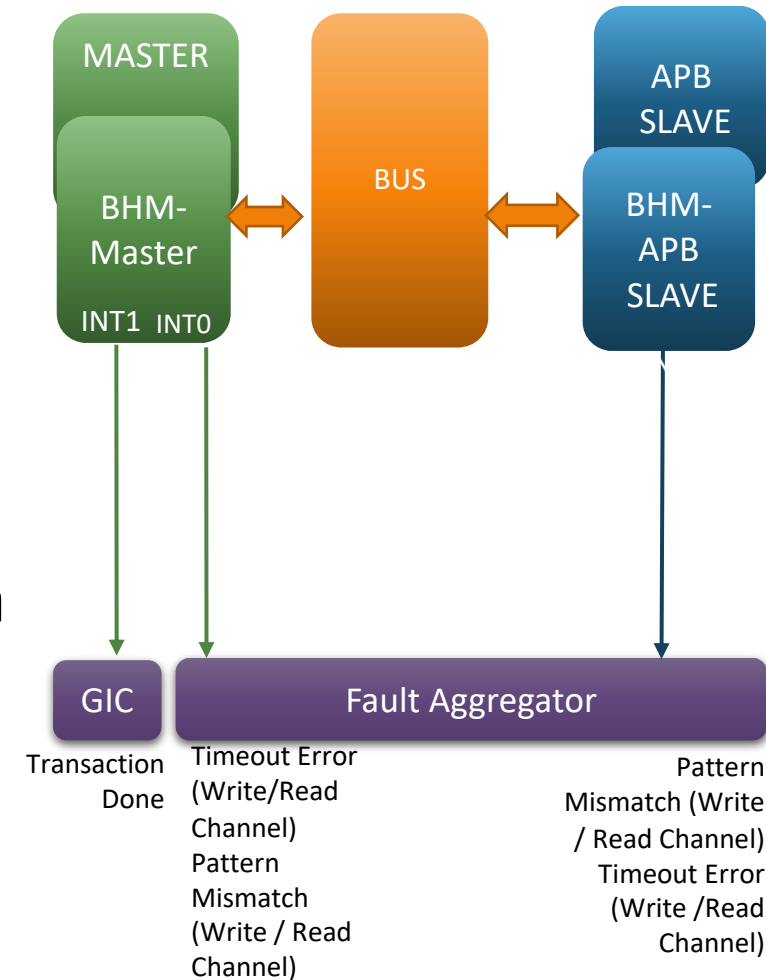 MASTER
BHM-
Master
INT1 INT0
BUS
APB
SLAVE
BHM-
APB
SLAVE
GIC
Fault Aggregator
Transaction
Done
Timeout Error
(Write/Read
Channel)
Pattern
Mismatch
(Write / Read
Channel)
Pattern
Mismatch (Write
/ Read Channel)
Timeout Error
(Write /Read
Channel)